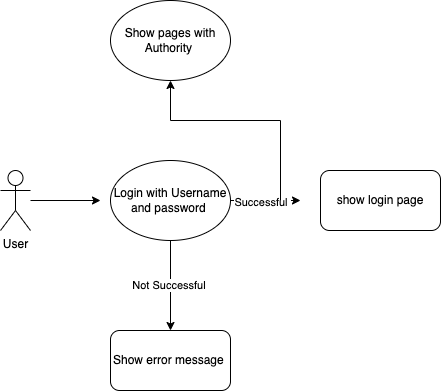 Show pages with
Authority
Login with Username
and password
Successful
show login page
User
Not Successful
Show error message